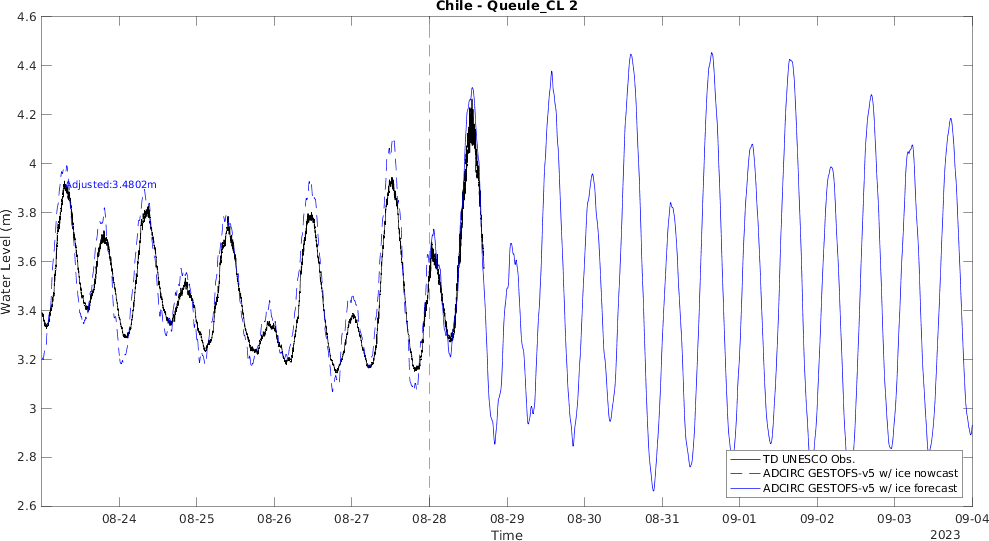 Chile - Queule_CL 2
4.6
4.4
4.2
4
3.8
3.6
3.4
3.2
3
2.8
2.6
Water Level (m)
Adjusted:3.4802m
TD UNESCO Obs.
ADCIRC GESTOFS-v5 w/ ice nowcast
ADCIRC GESTOFS-v5 w/ ice forecast
08-24 08-25 08-26 08-27 08-28 08-29 08-30 08-31 09-01 09-02 09-03 09-04
Time
2023